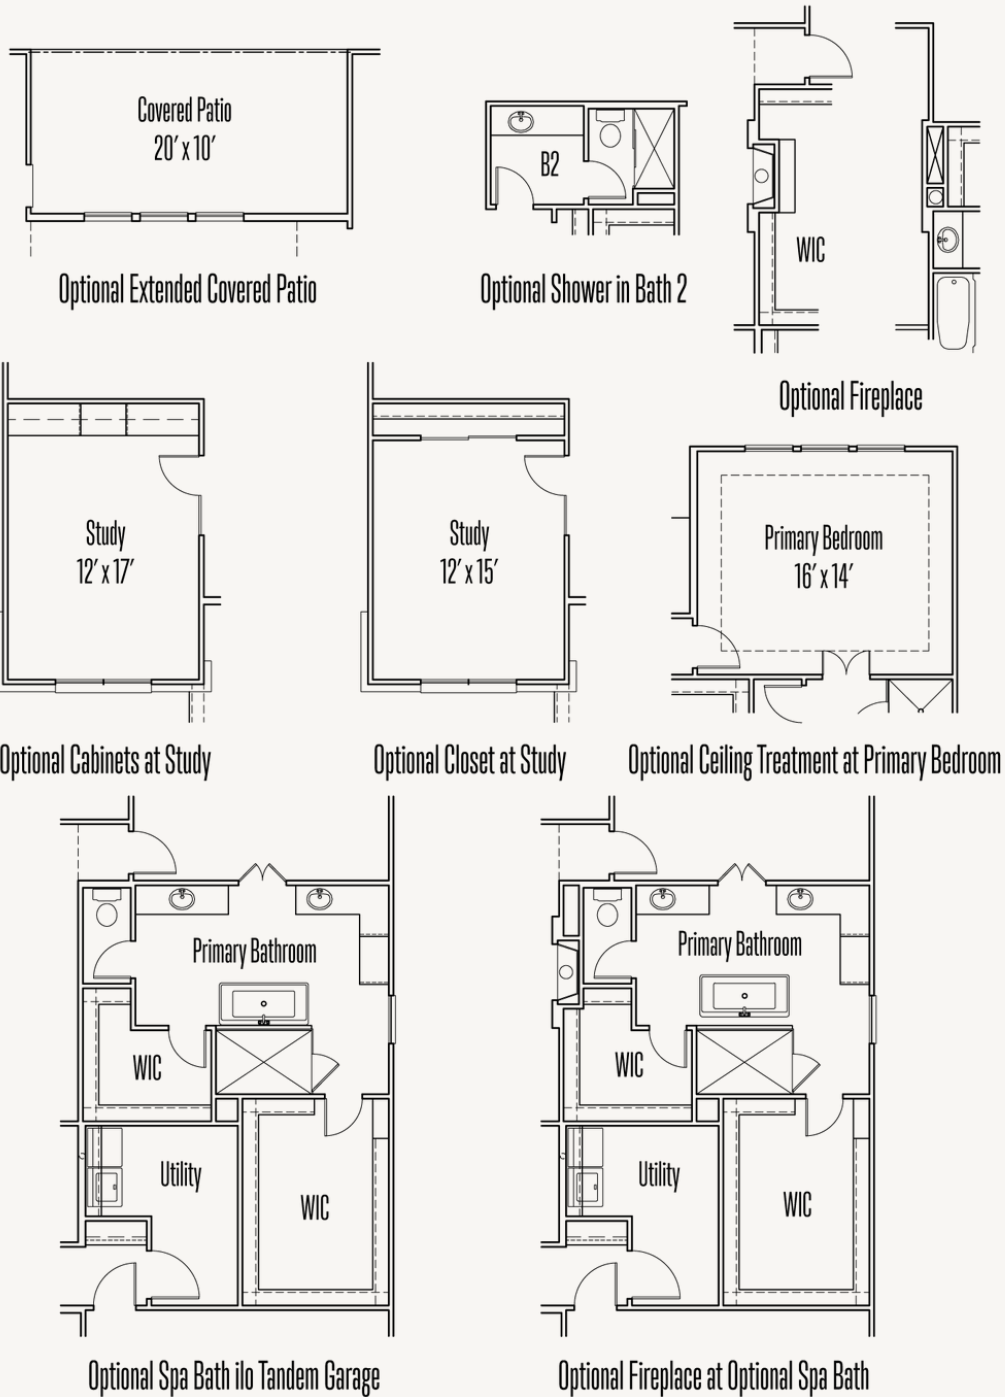 Covered Patio
20' x 10'
Optional Extended Covered Patio
B2
Optional Shower in Bath 2
WIC
Optional Fireplace
Study
12' x 17'
Optional Cabinets at Study
Study
12' x 15'
Optional Closet at Study
Primary Bedroom
16' x 14'
Optional Ceiling Treatment at Primary Bedroom
Primary Bathroom
WIC
Utility
WIC
Optional Spa Bath ilo Tandem Garage
Primary Bathroom
WIC
Utility
WIC
Optional Fireplace at Optional Spa Bath